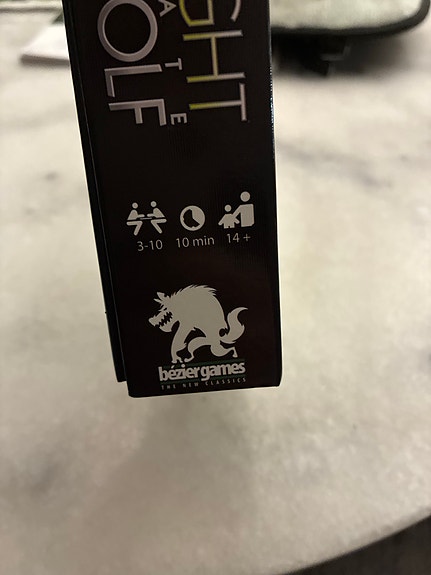 GHT
A
T
E
OLF
3-10 10 min 14 +
béziergames
THE NEW CLASSICS